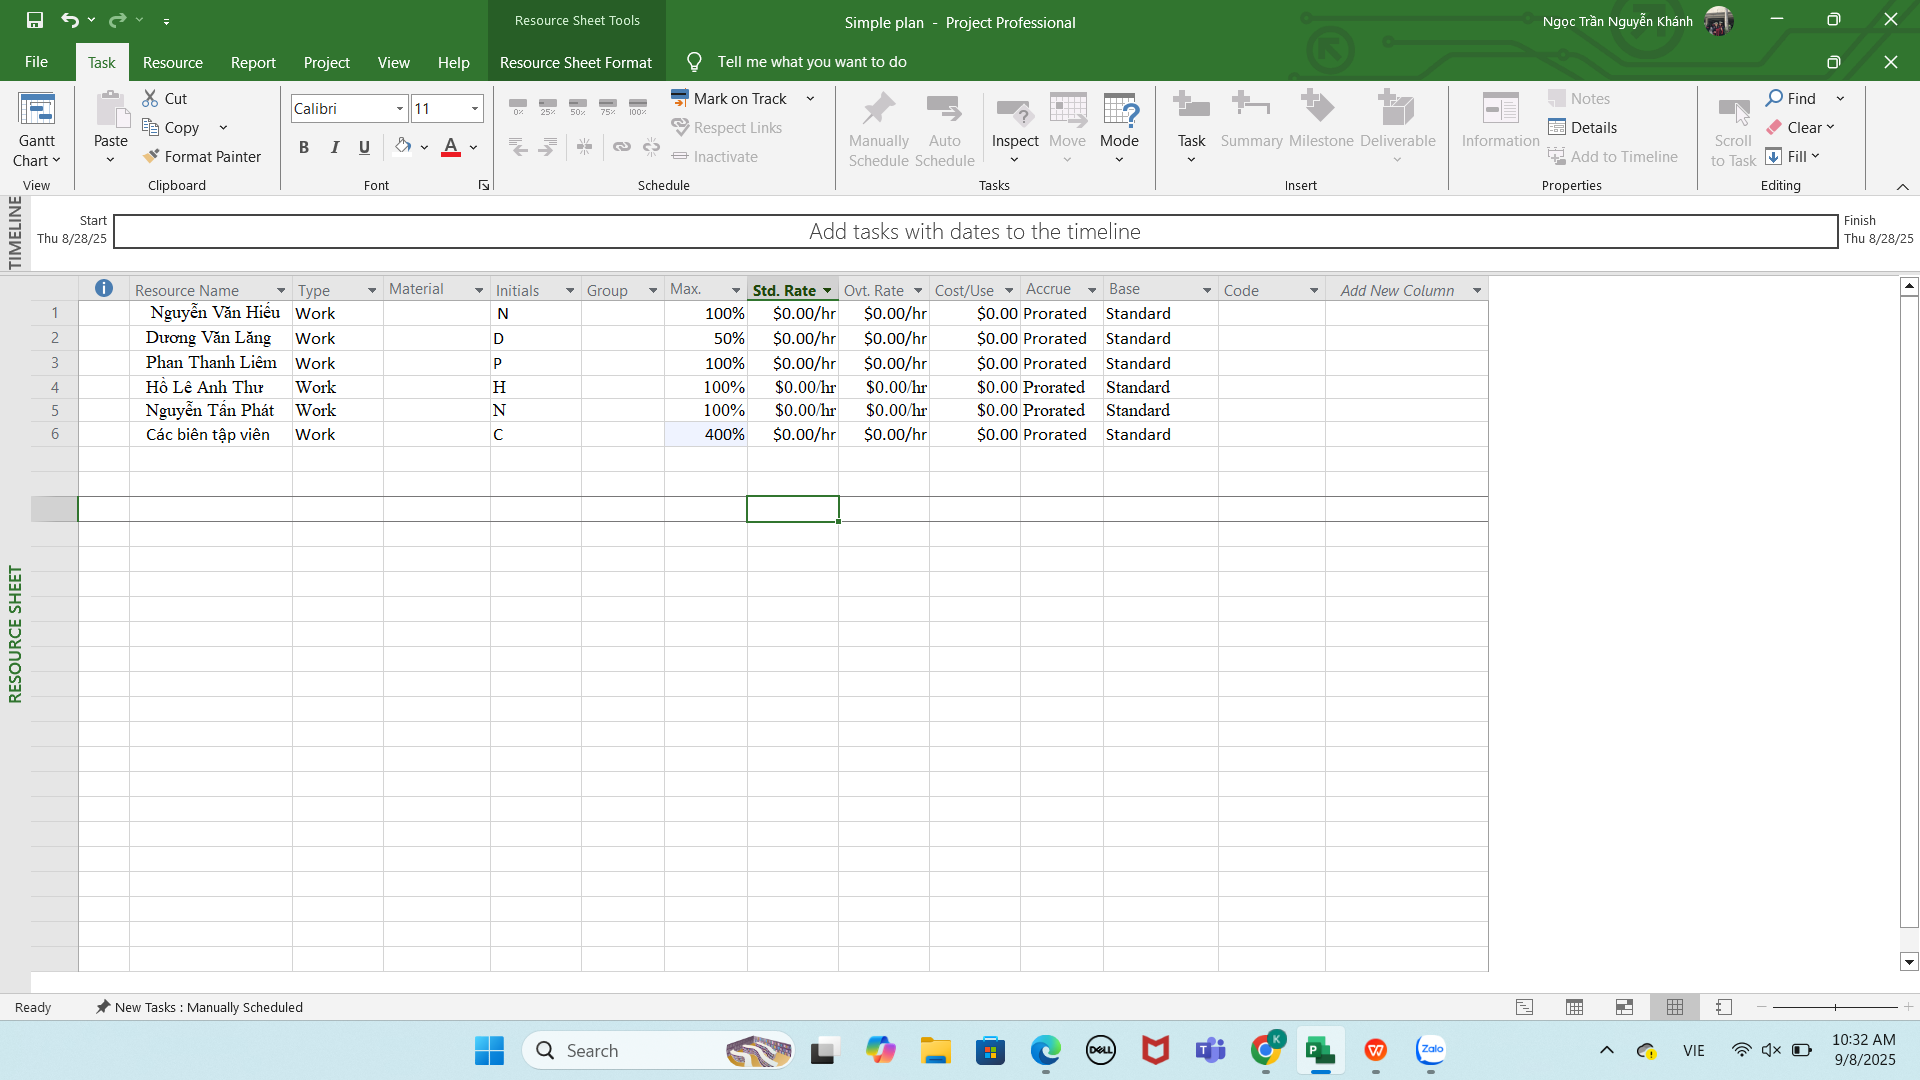 Resource Sheet Tools
Simple plan - Project Professional
Ngọc Trần Nguyễn Khánh
File Task Resource Report Project View Help Resource Sheet Format Tell me what you want to do
Gantt Chart
View
Paste
Cut
Copy
Format Painter
Clipboard
Calibri 11
B I U A
Font
0% 25% 50% 75% 100%
Mark on Track
Respect Links
Inactivate
Schedule
Manually Schedule
Auto Schedule
Inspect
Move
Mode
Tasks
Task
Summary
Milestone
Deliverable
Insert
Information
Notes
Details
Add to Timeline
Properties
Scroll to Task
Find
Clear
Fill
Editing
TIMELINE
Start
Thu 8/28/25
Add tasks with dates to the timeline
Finish
Thu 8/28/25
Resource Name Type Material Initials Group Max. Std. Rate Ovt. Rate Cost/Use Accrue Base Code Add New Column
1 Nguyễn Văn Hiếu Work N 100% $0.00/hr $0.00/hr $0.00 Prorated Standard
2 Dương Văn Lăng Work D 50% $0.00/hr $0.00/hr $0.00 Prorated Standard
3 Phan Thanh Liêm Work P 100% $0.00/hr $0.00/hr $0.00 Prorated Standard
4 Hồ Lê Anh Thư Work H 100% $0.00/hr $0.00/hr $0.00 Prorated Standard
5 Nguyễn Tấn Phát Work N 100% $0.00/hr $0.00/hr $0.00 Prorated Standard
6 Các biên tập viên Work C 400% $0.00/hr $0.00/hr $0.00 Prorated Standard
RESOURCE SHEET
Ready New Tasks : Manually Scheduled
Search
DELL
Zalo
K
VIE
10:32 AM
9/8/2025